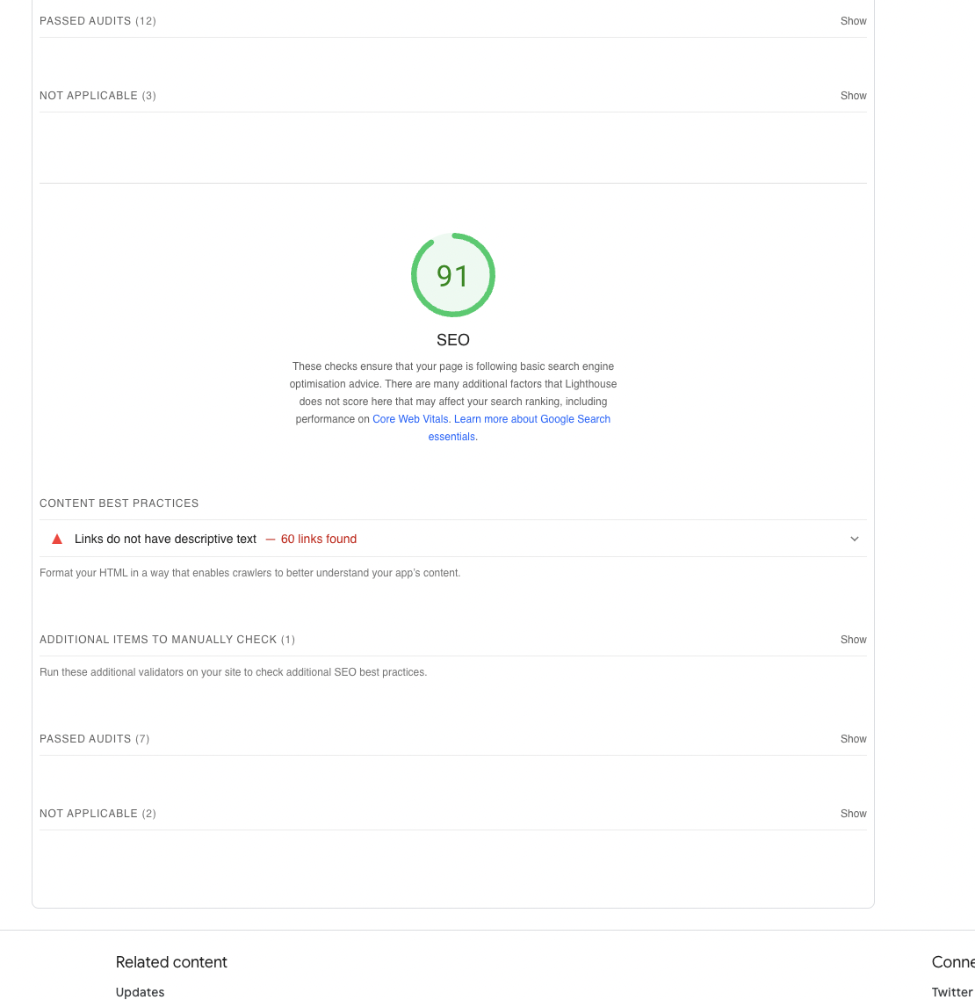 PASSED AUDITS (12)
Show
NOT APPLICABLE (3)
Show
91
SEO
These checks ensure that your page is following basic search engine
optimisation advice. There are many additional factors that Lighthouse
does not score here that may affect your search ranking, including
performance on Core Web Vitals. Learn more about Google Search
essentials.
CONTENT BEST PRACTICES
Links do not have descriptive text — 60 links found
Format your HTML in a way that enables crawlers to better understand your app’s content.
ADDITIONAL ITEMS TO MANUALLY CHECK (1)
Show
Run these additional validators on your site to check additional SEO best practices.
PASSED AUDITS (7)
Show
NOT APPLICABLE (2)
Show
Related content
Conne
Updates
Twitter